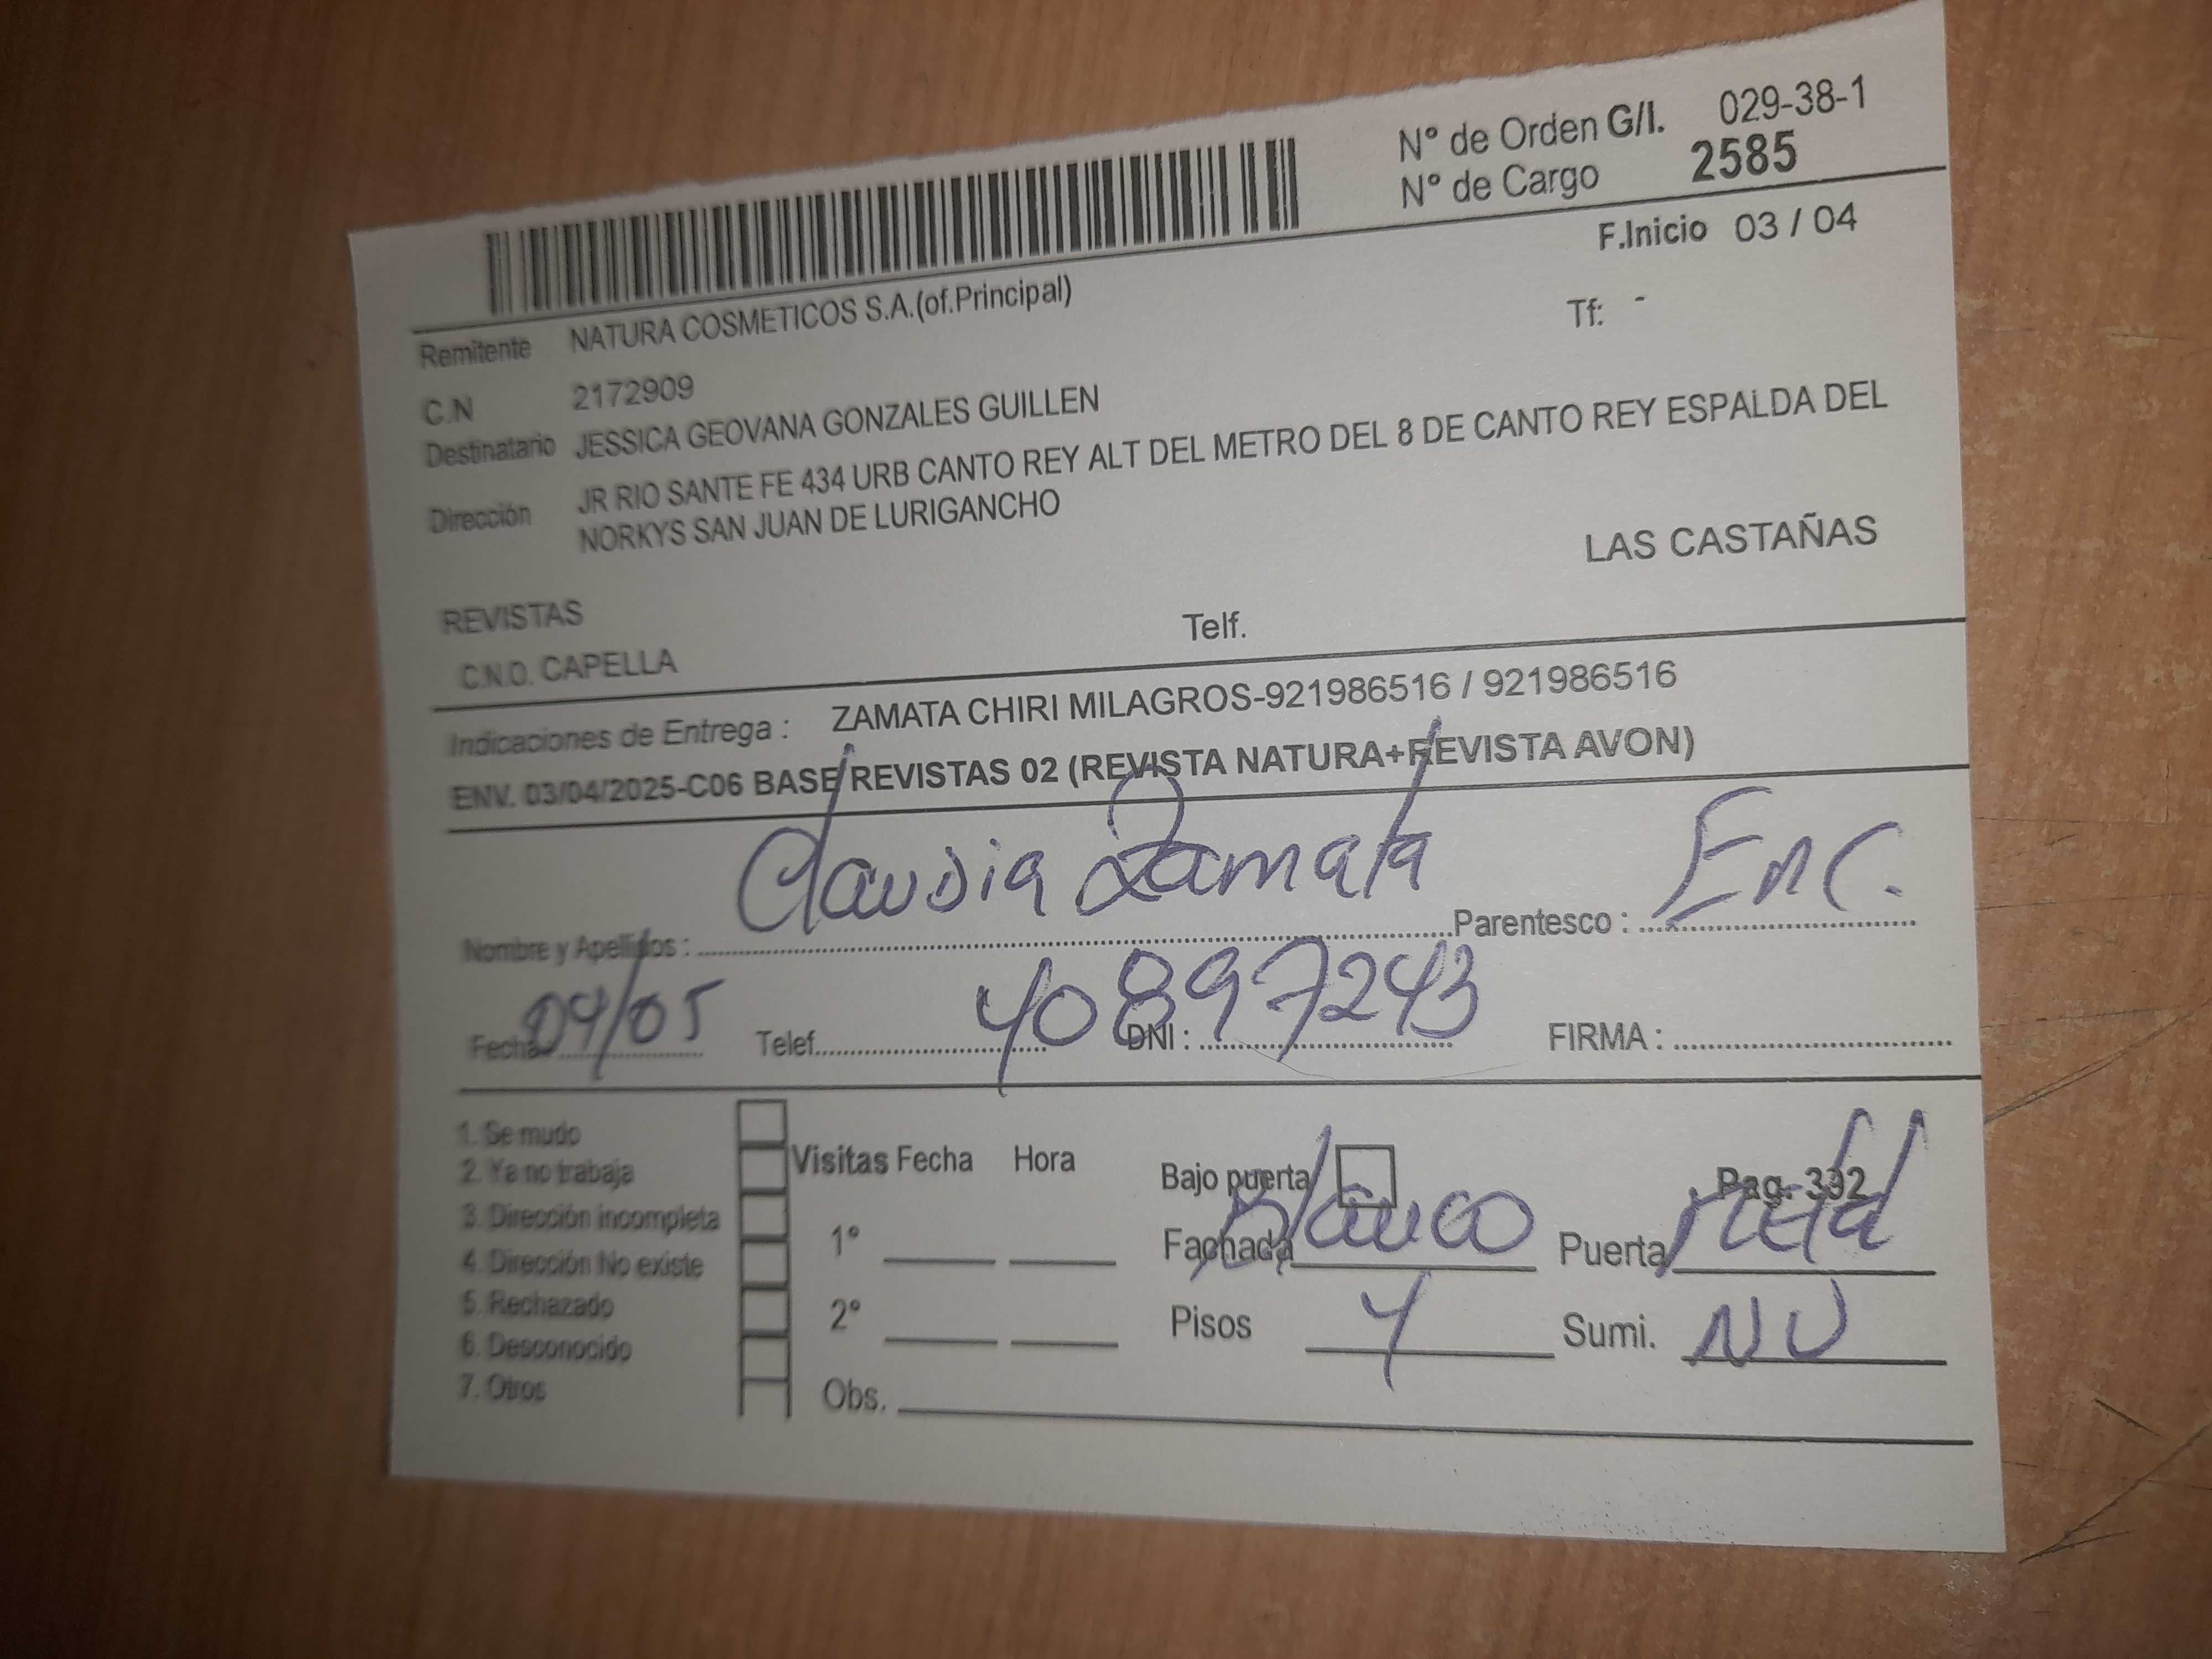 Nº de Orden G/I. 029-38-1
Nº de Cargo 2585
F.Inicio 03 / 04
Remitente NATURA COSMETICOS S.A.(of.Principal)
Tf: -
C.N 2172909
Destinatario JESSICA GEOVANA GONZALES GUILLEN
Dirección JR RIO SANTE FE 434 URB CANTO REY ALT DEL METRO DEL 8 DE CANTO REY ESPALDA DEL
NORKYS SAN JUAN DE LURIGANCHO
LAS CASTAÑAS
REVISTAS
Telf.
C.N.O. CAPELLA
Indicaciones de Entrega : ZAMATA CHIRI MILAGROS-921986516 / 921986516
ENV. 03/04/2025-C06 BASE REVISTAS 02 (REVISTA NATURA+REVISTA AVON)
Nombre y Apellidos : Claudia Zamata Parentesco : Enc.
Fecha 04/05 Telef. DNI : 40897243 FIRMA :
1. Se mudo
2. Ya no trabaja
3. Dirección incompleta
4. Dirección No existe
5. Rechazado
6. Desconocido
7. Otros
Visitas Fecha Hora
1º
2º
Obs.
Bajo puerta Pag. 332
Fachada blanco Puerta metal
Pisos 4 Sumi. NU